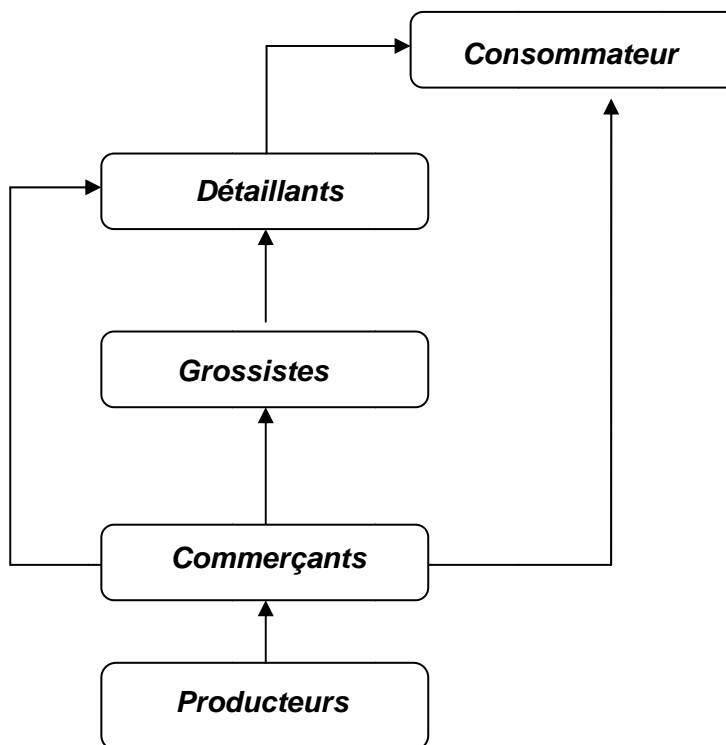 Consommateur
Détaillants
Grossistes
Commerçants
Producteurs